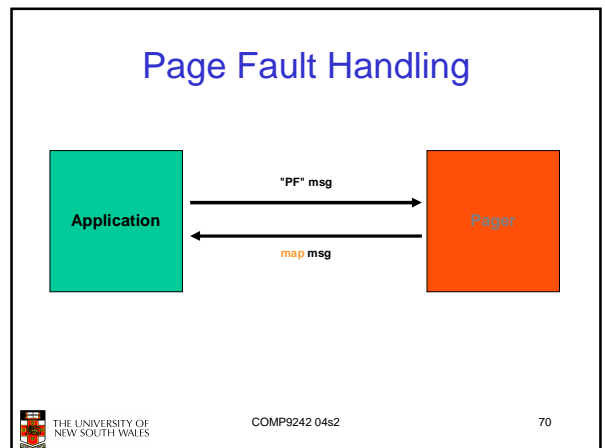 Page Fault Handling
"PF" msg
Application
Pager
map msg
THE UNIVERSITY OF
NEW SOUTH WALES
COMP9242 04s2
70